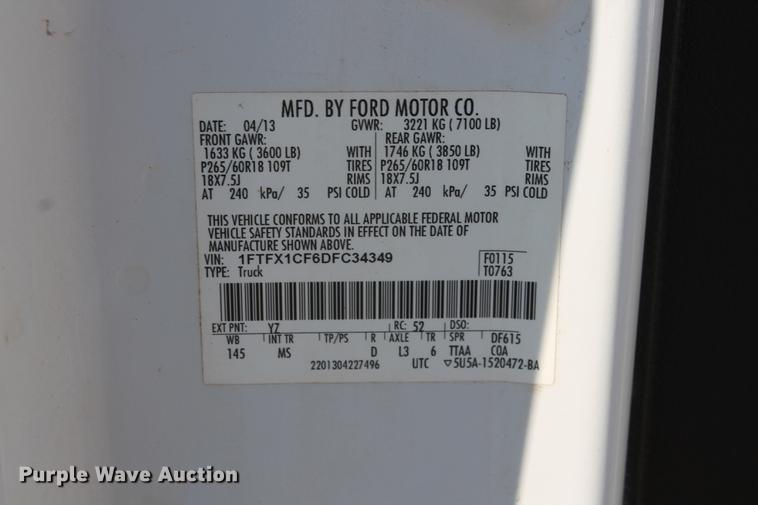 MFD. BY FORD MOTOR CO.
DATE: 04/13 GVWR: 3221 KG ( 7100 LB)
FRONT GAWR: REAR GAWR:
1633 KG ( 3600 LB) WITH 1746 KG ( 3850 LB) WITH
P265/60R18 109T TIRES P265/60R18 109T TIRES
18X7.5J RIMS 18X7.5J RIMS
AT 240 kPa/ 35 PSI COLD AT 240 kPa/ 35 PSI COLD
THIS VEHICLE CONFORMS TO ALL APPLICABLE FEDERAL MOTOR
VEHICLE SAFETY STANDARDS IN EFFECT ON THE DATE OF
MANUFACTURE SHOWN ABOVE.
VIN: 1FTFX1CF6DFC34349 F0115
TYPE: Truck T0763
EXT PNT: YZ RC: 52 DSO:
WB INT TR TP/PS R AXLE TR SPR DF615
145 MS D L3 6 TTAA COA
2201304227496 UTC ▽5U5A-1520472-BA
Purple Wave Auction